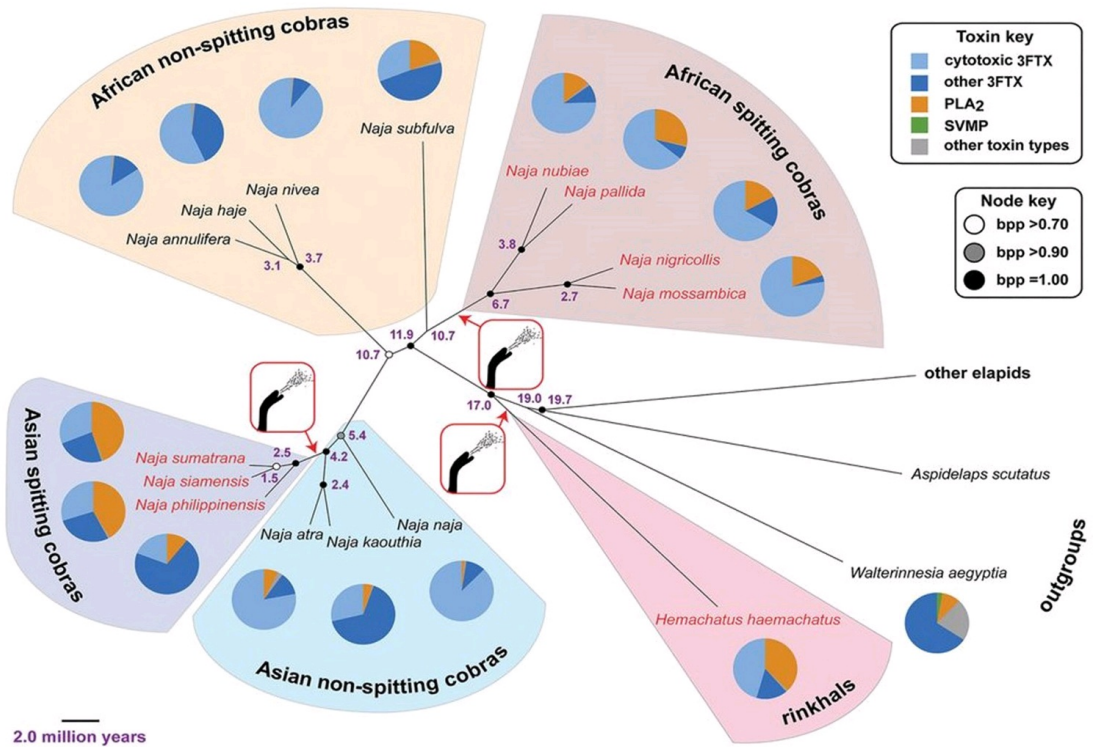 African non-spitting cobras
Naja subfulva
Naja nivea
Naja haje
Naja annulifera
3.1
3.7
African spitting cobras
Naja nubiae
Naja pallida
3.8
Naja nigricollis
Naja mossambica
6.7
2.7
Toxin key
cytotoxic 3FTX
other 3FTX
PLA2
SVMP
other toxin types
Node key
bpp >0.70
bpp >0.90
bpp =1.00
10.7
11.9
10.7
17.0
19.0
19.7
other elapids
Aspidelaps scutatus
Walterinnesia aegyptia
outgroups
Hemachatus haemachatus
rinkhals
Asian spitting cobras
2.5
Naja sumatrana
1.5
Naja siamensis
Naja philippinensis
5.4
4.2
2.4
Naja naja
Naja atra
Naja kaouthia
Asian non-spitting cobras
2.0 million years